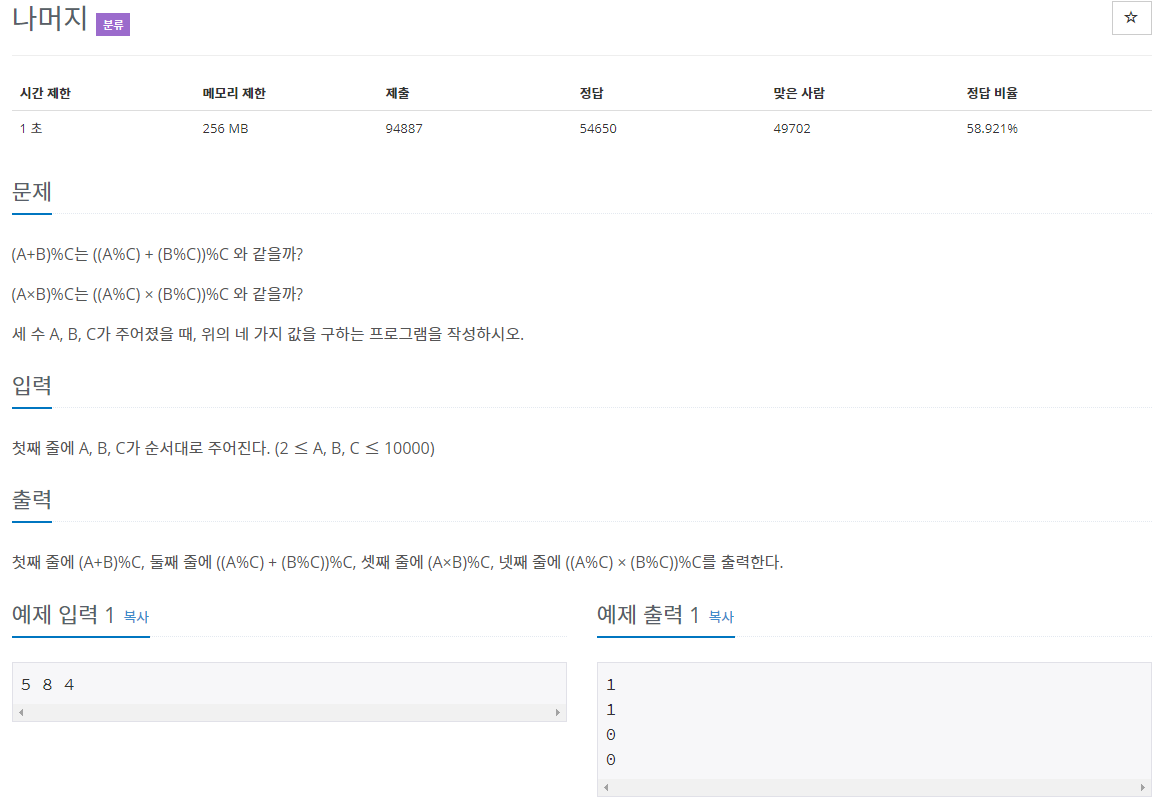 나머지 분류
☆
시간 제한 메모리 제한 제출 정답 맞은 사람 정답 비율
1 초 256 MB 94887 54650 49702 58.921%
문제
(A+B)%C는 ((A%C) + (B%C))%C 와 같을까?
(A×B)%C는 ((A%C) × (B%C))%C 와 같을까?
세 수 A, B, C가 주어졌을 때, 위의 네 가지 값을 구하는 프로그램을 작성하시오.
입력
첫째 줄에 A, B, C가 순서대로 주어진다. (2 ≤ A, B, C ≤ 10000)
출력
첫째 줄에 (A+B)%C, 둘째 줄에 ((A%C) + (B%C))%C, 셋째 줄에 (A×B)%C, 넷째 줄에 ((A%C) × (B%C))%C를 출력한다.
예제 입력 1 복사
5 8 4
예제 출력 1 복사
1
1
0
0